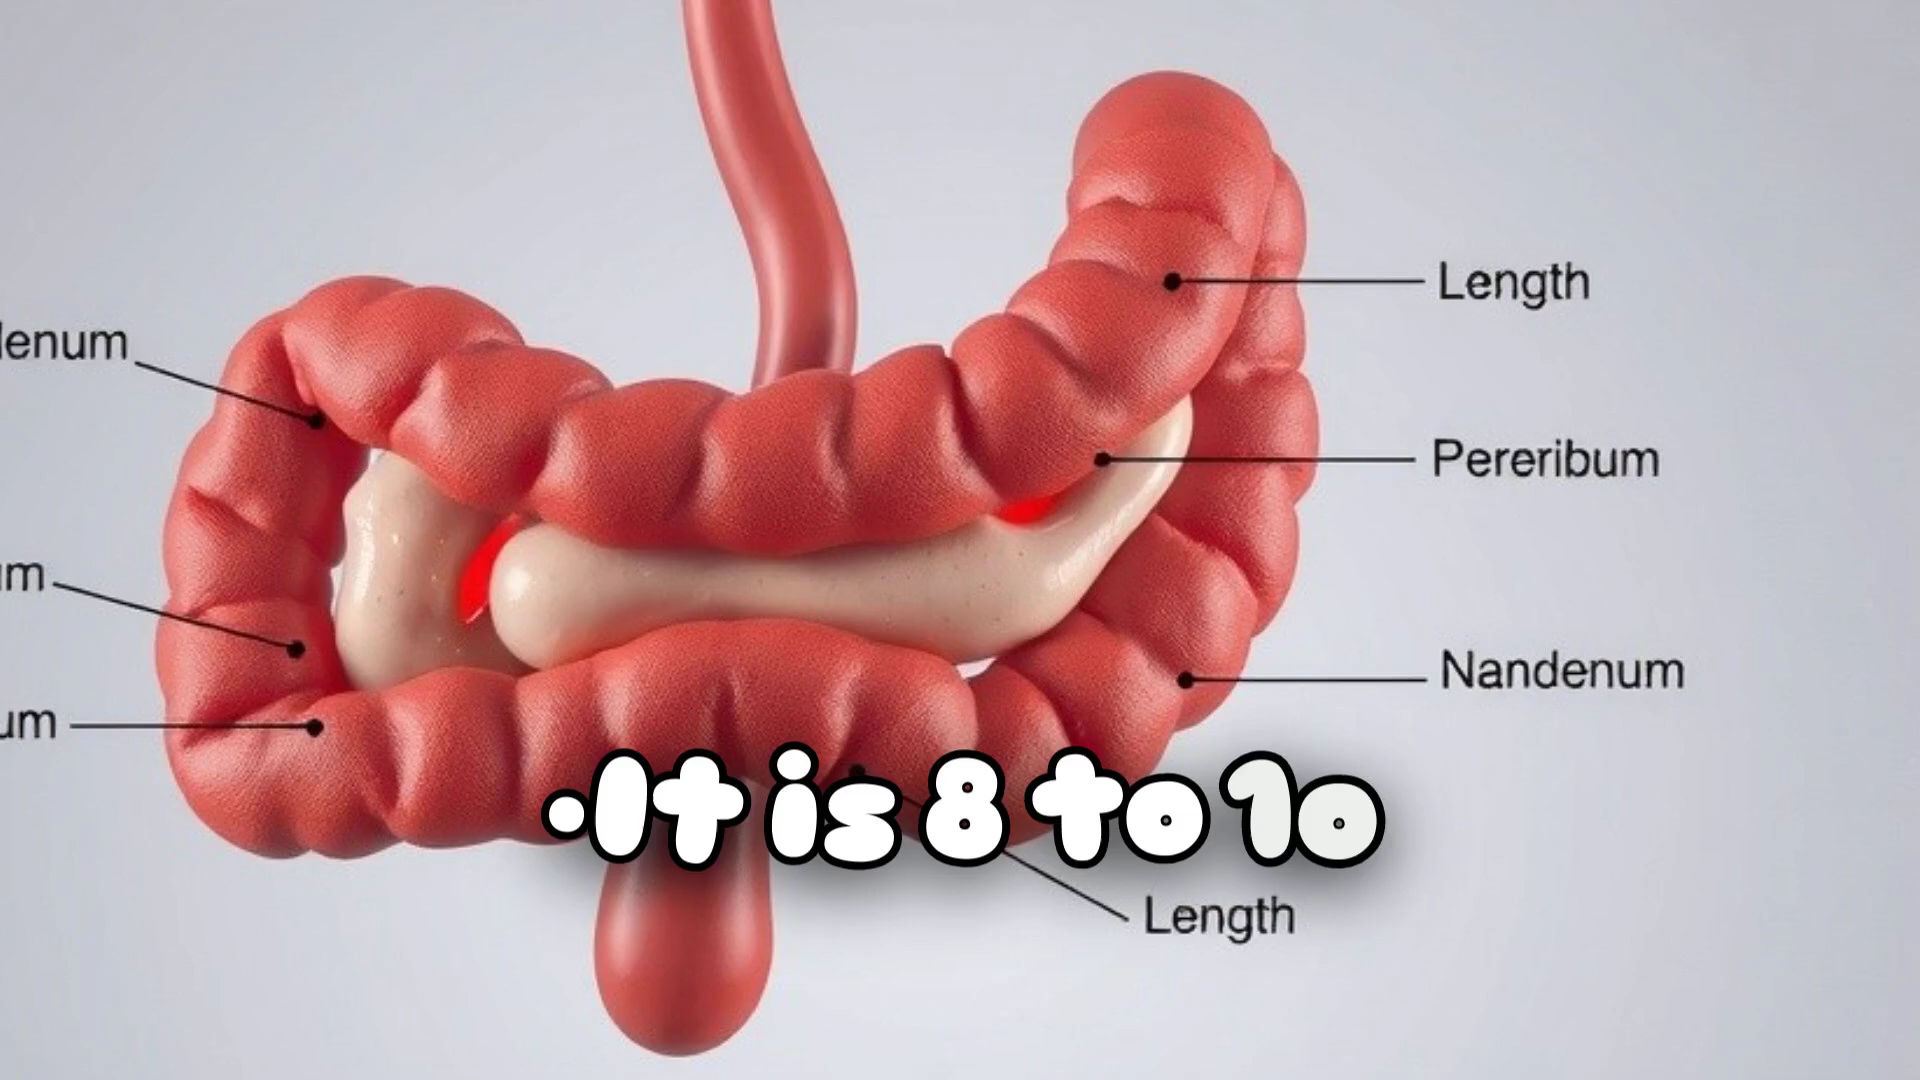 Length
lenum
Pereribum
um
Nandenum
um
•It is 8 to 10
Length